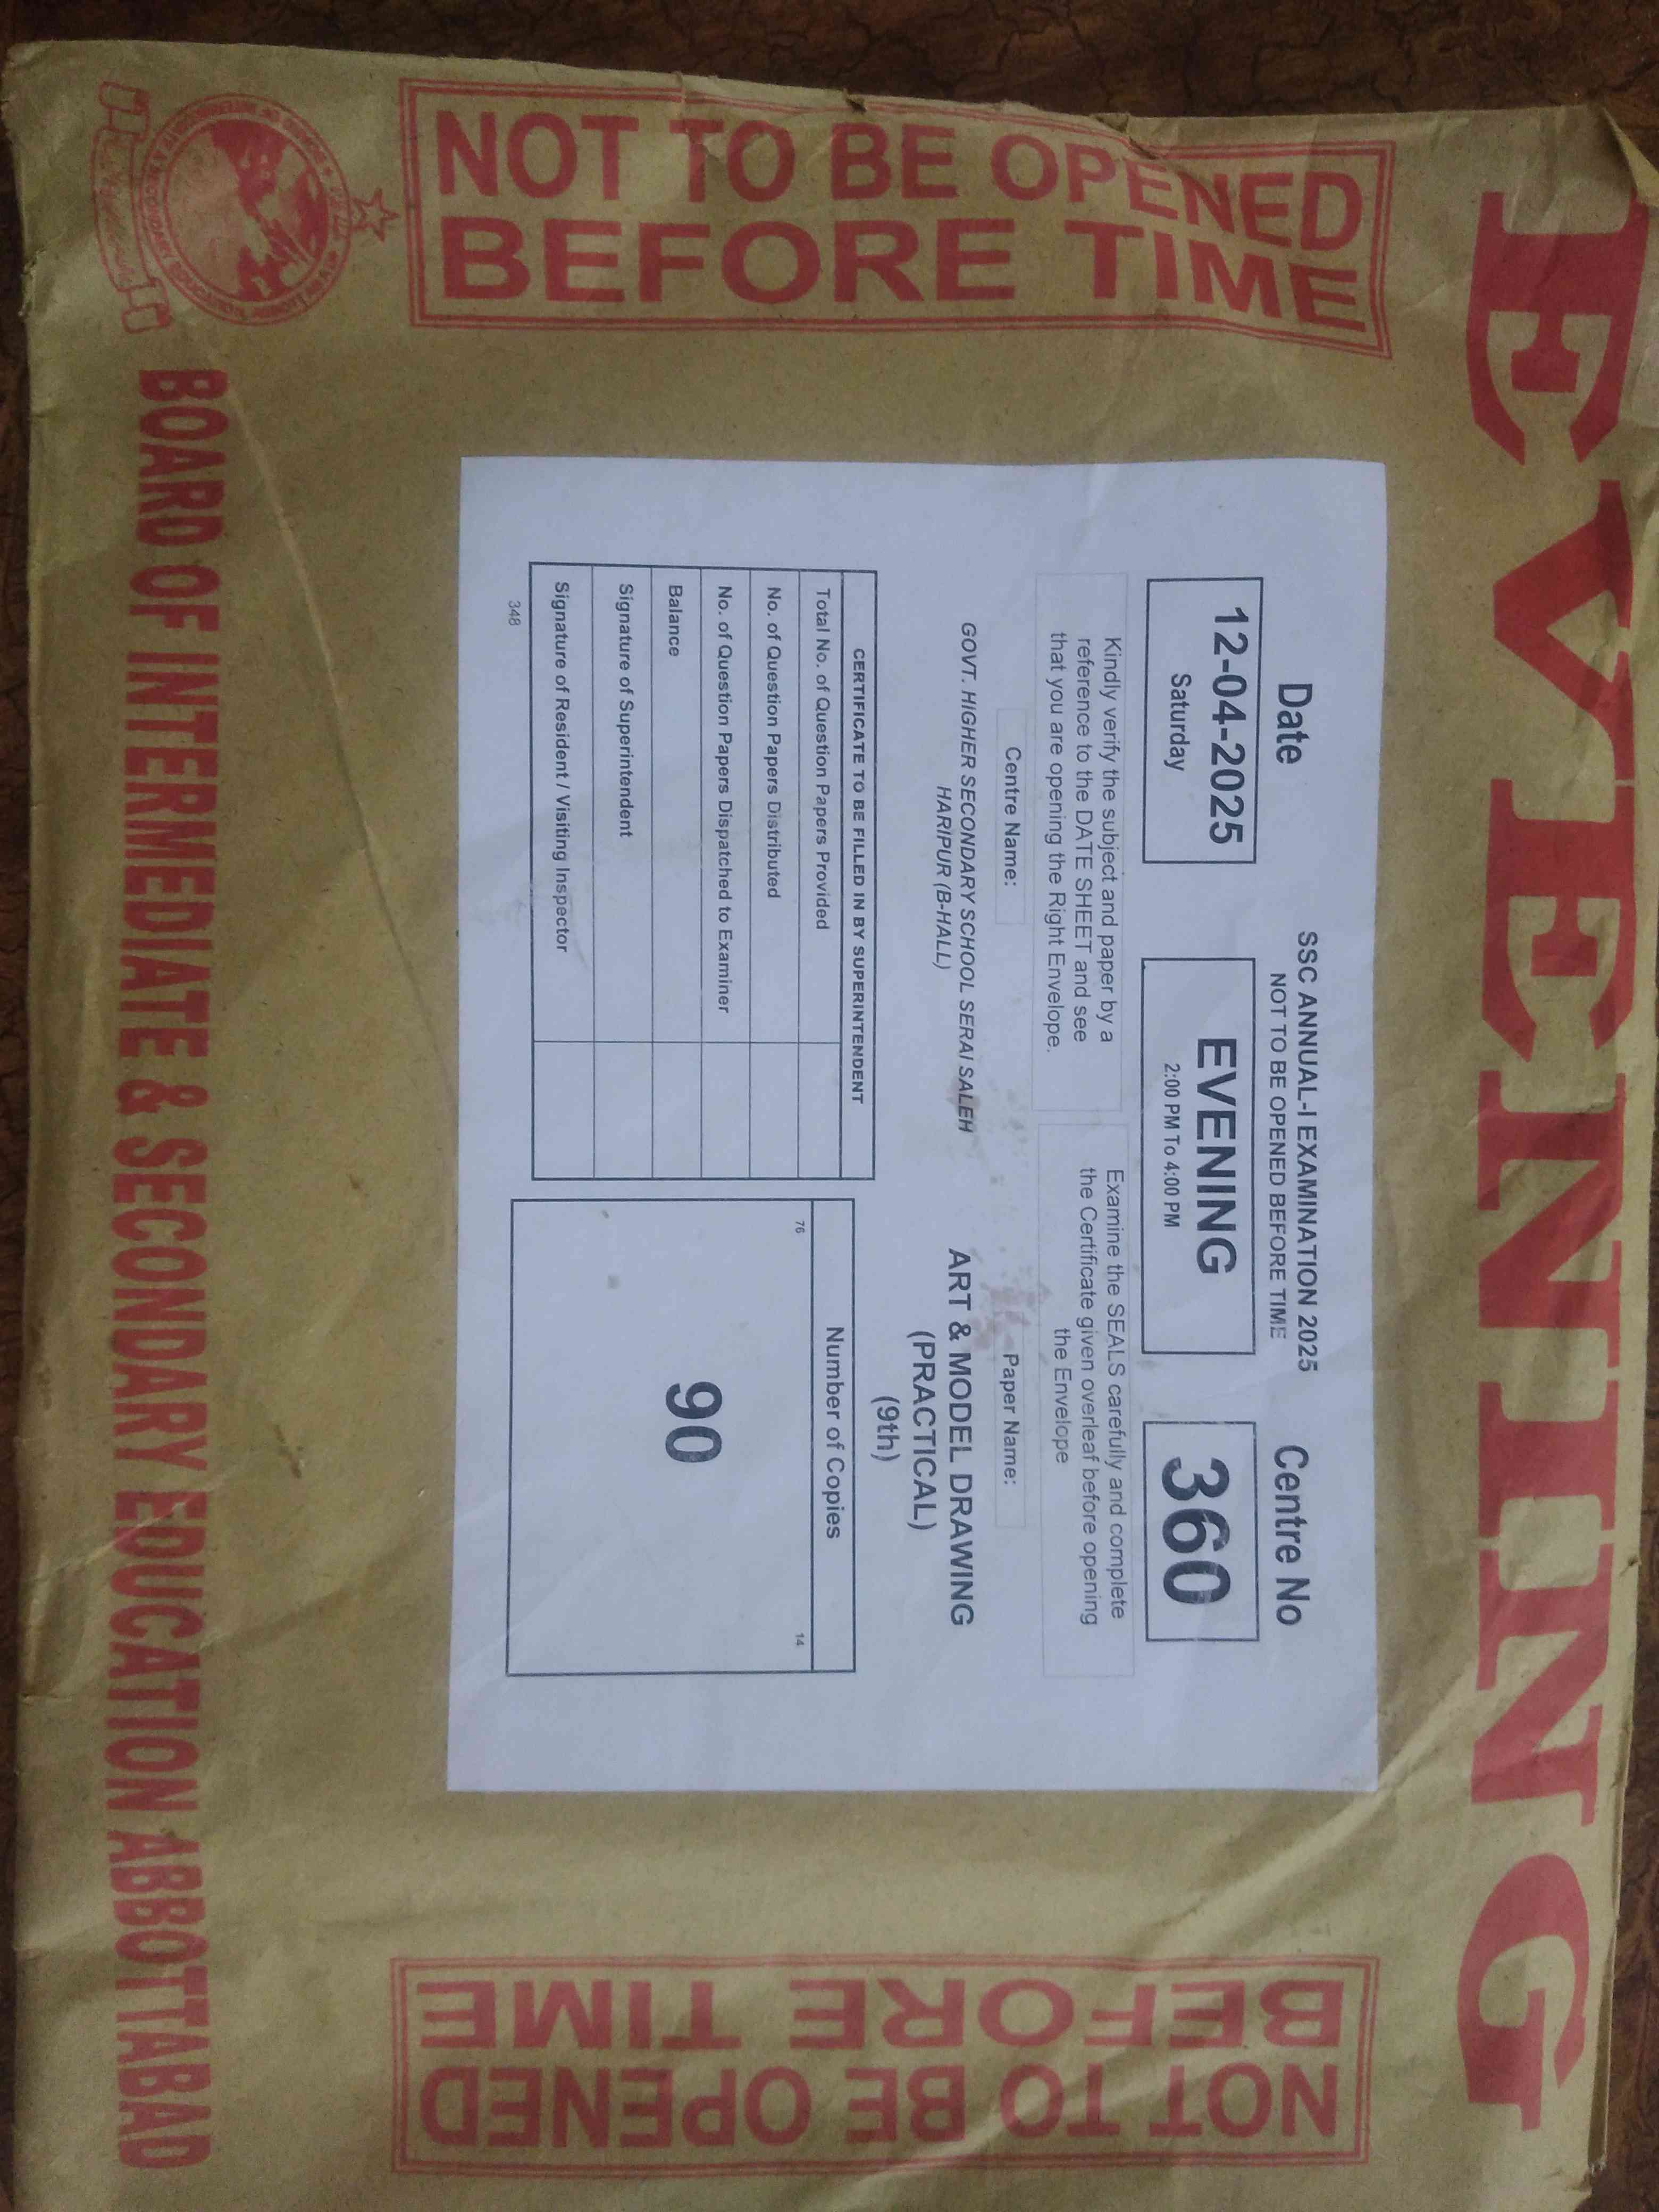 EVENING
NOT TO BE OPENED
BEFORE TIME
Date
12-04-2025
Saturday
SSC ANNUAL-I EXAMINATION 2025
NOT TO BE OPENED BEFORE TIME
EVENING
2:00 PM To 4:00 PM
Centre No
360
Kindly verify the subject and paper by a
reference to the DATE SHEET and see
that you are opening the Right Envelope.
Examine the SEALS carefully and complete
the Certificate given overleaf before opening
the Envelope
Centre Name:
GOVT. HIGHER SECONDARY SCHOOL SERAI SALEH
HARIPUR (B-HALL)
Paper Name:
ART & MODEL DRAWING
(PRACTICAL)
(9th)
CERTIFICATE TO BE FILLED IN BY SUPERINTENDENT
Total No. of Question Papers Provided
No. of Question Papers Distributed
No. of Question Papers Dispatched to Examiner
Balance
Signature of Superintendent
Signature of Resident / Visiting Inspector
348
Number of Copies
76
14
90
NOT TO BE OPENED
BEFORE TIME
BOARD OF INTERMEDIATE & SECONDARY EDUCATION ABBOTTABAD